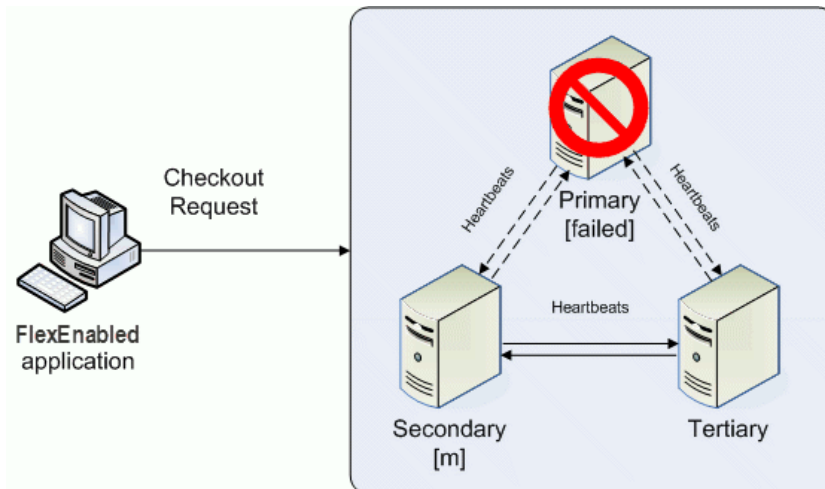 Checkout
Request
FlexEnabled
application
Primary
[failed]
Heartbeats
Heartbeats
Heartbeats
Secondary
[m]
Tertiary